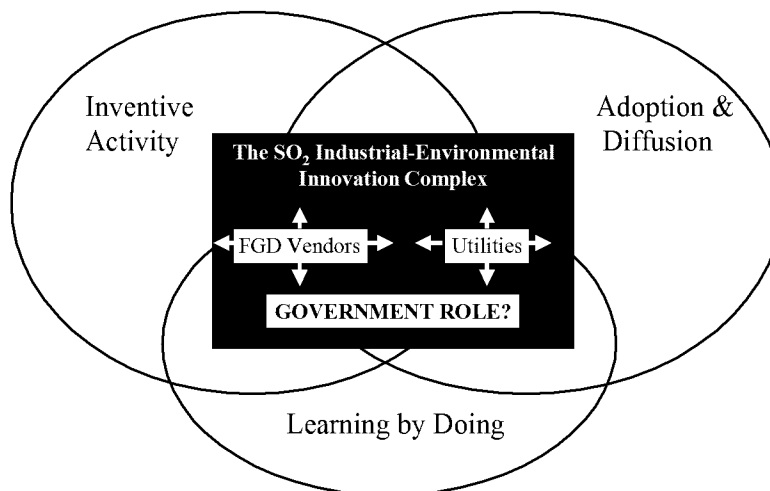 Inventive
Activity
Adoption &
Diffusion
The SO₂ Industrial-Environmental
Innovation Complex
FGD Vendors
Utilities
GOVERNMENT ROLE?
Learning by Doing